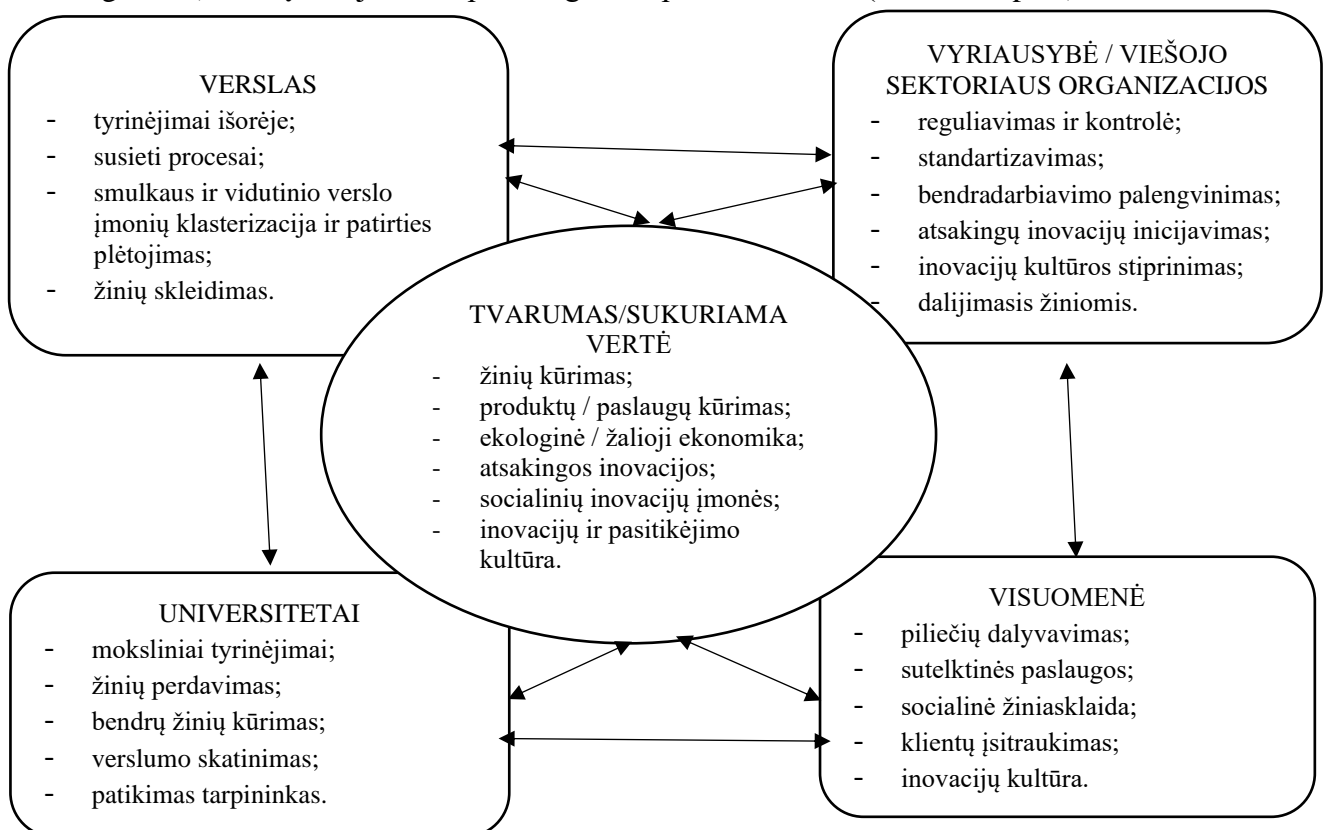 VERSLAS
- tyrinėjimai išorėje;
- susieti procesai;
- smulkaus ir vidutinio verslo
įmonių klasterizacija ir patirties
plėtojimas;
- žinių skleidimas.
VYRIAUSYBĖ / VIEŠOJO
SEKTORIAUS ORGANIZACIJOS
- reguliavimas ir kontrolė;
- standartizavimas;
- bendradarbiavimo palengvinimas;
- atsakingų inovacijų inicijavimas;
- inovacijų kultūros stiprinimas;
- dalijimasis žiniomis.
TVARUMAS/SUKURIAMA
VERTĖ
- žinių kūrimas;
- produktų / paslaugų kūrimas;
- ekologinė / žalioji ekonomika;
- atsakingos inovacijos;
- socialinių inovacijų įmonės;
- inovacijų ir pasitikėjimo
kultūra.
UNIVERSITETAI
- moksliniai tyrinėjimai;
- žinių perdavimas;
- bendrų žinių kūrimas;
- verslumo skatinimas;
- patikimas tarpininkas.
VISUOMENĖ
- piliečių dalyvavimas;
- sutelktinės paslaugos;
- socialinė žiniasklaida;
- klientų įsitraukimas;
- inovacijų kultūra.